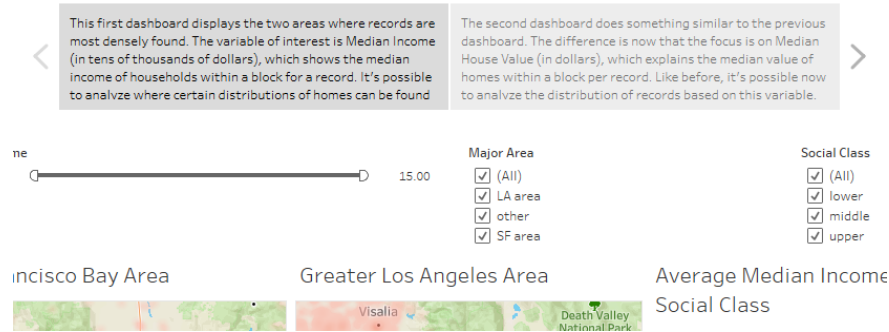 This first dashboard displays the two areas where records are
most densely found. The variable of interest is Median Income
(in tens of thousands of dollars), which shows the median
income of households within a block for a record. It's possible
to analyze where certain distributions of homes can be found
The second dashboard does something similar to the previous
dashboard. The difference is now that the focus is on Median
House Value (in dollars), which explains the median value of
homes within a block per record. Like before, it's possible now
to analyze the distribution of records based on this variable.
me
15.00
Major Area
(All)
LA area
other
SF area
Social Class
(All)
lower
middle
upper
ancisco Bay Area
Greater Los Angeles Area
Average Median Income
Social Class
Visalia
Death Valley
National Park